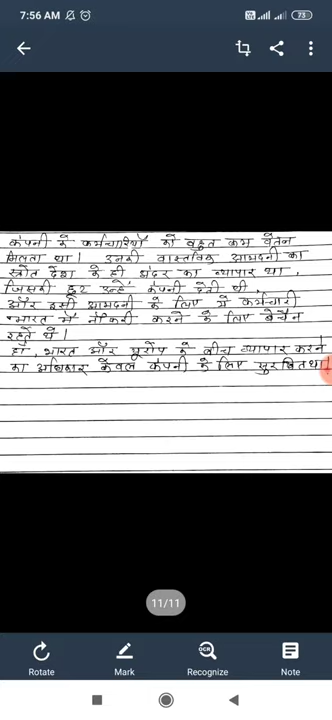 7:56 AM
73
कंपनी के कर्मचारियों को बहुत कम वेतन
मिलता था। उनकी वास्तविक आमदनी का
स्त्रोत देश के ही अंदर का व्यापार था,
जिसकी छूट उन्हें कंपनी देती थी
और इसी आमदनी के लिए ये कर्मचारी
भारत में नौकरी करने के लिए बेचैन
रहते थे।
हां, भारत और यूरोप के बीच व्यापार करने
का अधिकार केवल कंपनी के लिए सुरक्षित था।
11/11
Rotate Mark OCR Recognize Note